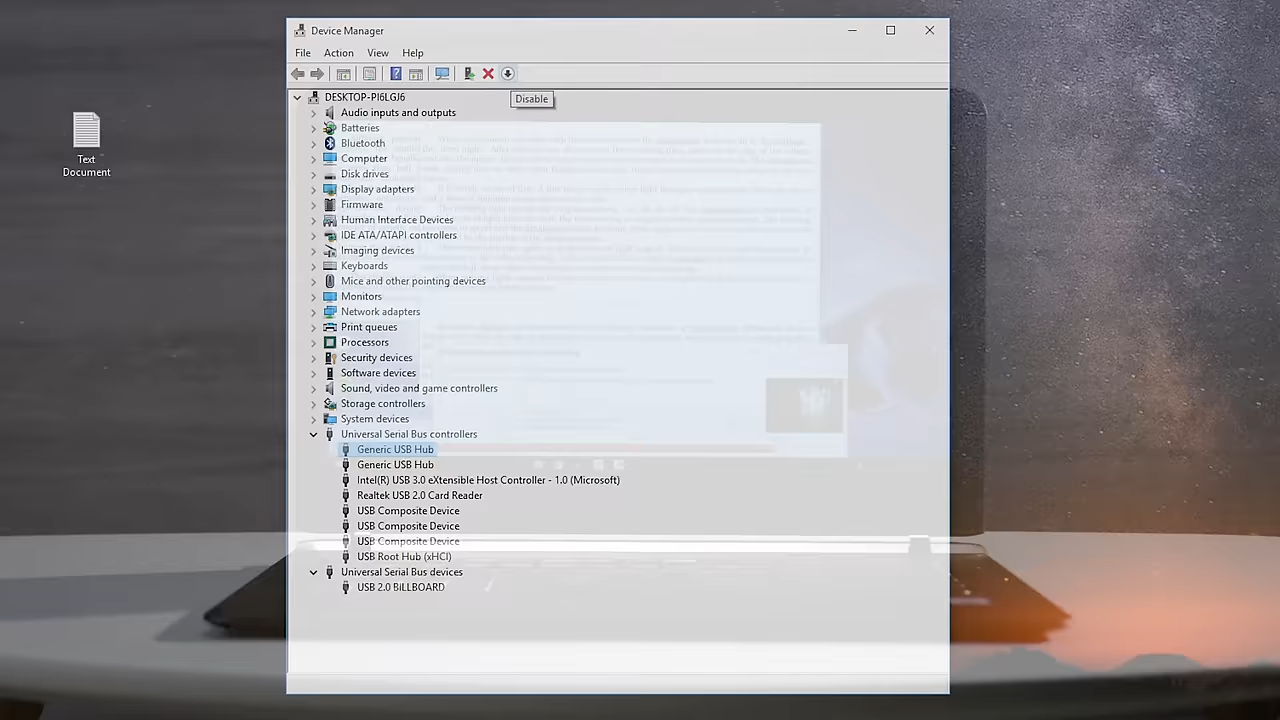 Device Manager
File Action View Help
Disable
DESKTOP-PI6LGJ6
Audio inputs and outputs
Batteries
Bluetooth
Computer
Disk drives
Display adapters
Firmware
Human Interface Devices
IDE ATA/ATAPI controllers
Imaging devices
Keyboards
Mice and other pointing devices
Monitors
Network adapters
Print queues
Processors
Security devices
Software devices
Sound, video and game controllers
Storage controllers
System devices
Universal Serial Bus controllers
Generic USB Hub
Generic USB Hub
Intel(R) USB 3.0 eXtensible Host Controller - 1.0 (Microsoft)
Realtek USB 2.0 Card Reader
USB Composite Device
USB Composite Device
USB Composite Device
USB Root Hub (xHCI)
Universal Serial Bus devices
USB 2.0 BILLBOARD
Text
Document